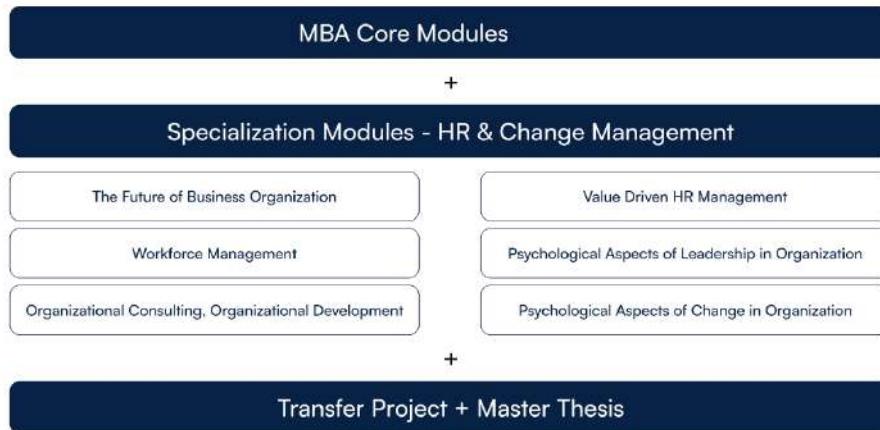 MBA Core Modules
+
Specialization Modules - HR & Change Management
The Future of Business Organization
Value Driven HR Management
Workforce Management
Psychological Aspects of Leadership in Organization
Organizational Consulting, Organizational Development
Psychological Aspects of Change in Organization
+
Transfer Project + Master Thesis